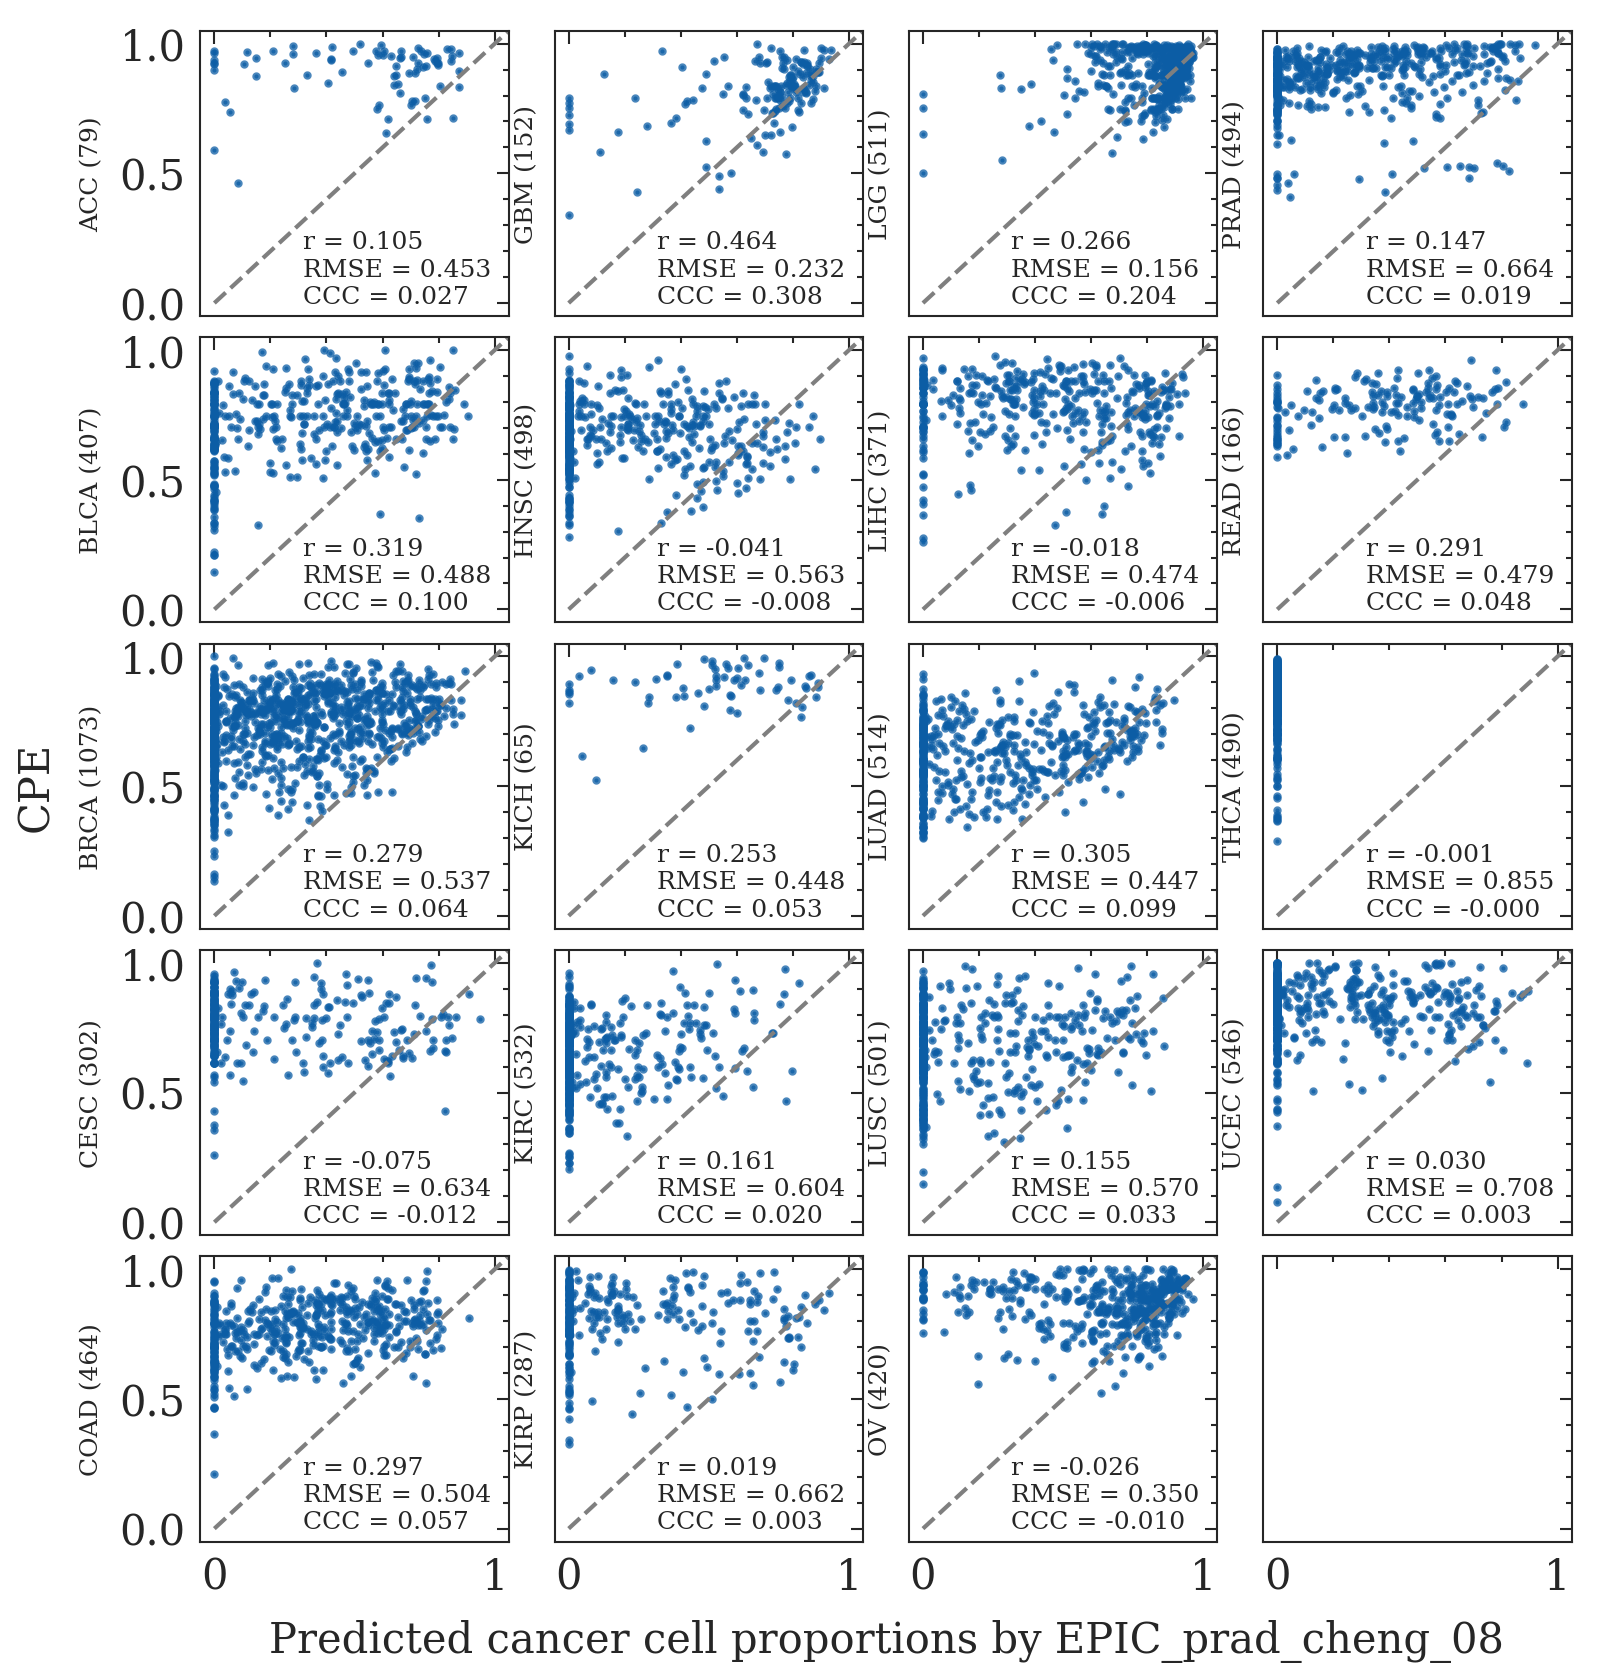 1.0
0.5
0.0
ACC (79)
r = 0.105
RMSE = 0.453
CCC = 0.027
GBM (152)
r = 0.464
RMSE = 0.232
CCC = 0.308
LGG (511)
r = 0.266
RMSE = 0.156
CCC = 0.204
PRAD (494)
r = 0.147
RMSE = 0.664
CCC = 0.019
1.0
0.5
0.0
BLCA (407)
r = 0.319
RMSE = 0.488
CCC = 0.100
HNSC (498)
r = -0.041
RMSE = 0.563
CCC = -0.008
LIHC (371)
r = -0.018
RMSE = 0.474
CCC = -0.006
READ (166)
r = 0.291
RMSE = 0.479
CCC = 0.048
CPE
1.0
0.5
0.0
BRCA (1073)
r = 0.279
RMSE = 0.537
CCC = 0.064
KICH (65)
r = 0.253
RMSE = 0.448
CCC = 0.053
LUAD (514)
r = 0.305
RMSE = 0.447
CCC = 0.099
THCA (490)
r = -0.001
RMSE = 0.855
CCC = -0.000
1.0
0.5
0.0
CESC (302)
r = -0.075
RMSE = 0.634
CCC = -0.012
KIRC (532)
r = 0.161
RMSE = 0.604
CCC = 0.020
LUSC (501)
r = 0.155
RMSE = 0.570
CCC = 0.033
UCEC (546)
r = 0.030
RMSE = 0.708
CCC = 0.003
1.0
0.5
0.0
COAD (464)
r = 0.297
RMSE = 0.504
CCC = 0.057
KIRP (287)
r = 0.019
RMSE = 0.662
CCC = 0.003
OV (420)
r = -0.026
RMSE = 0.350
CCC = -0.010
0 1 0 1 0 1 0 1
Predicted cancer cell proportions by EPIC_prad_cheng_08